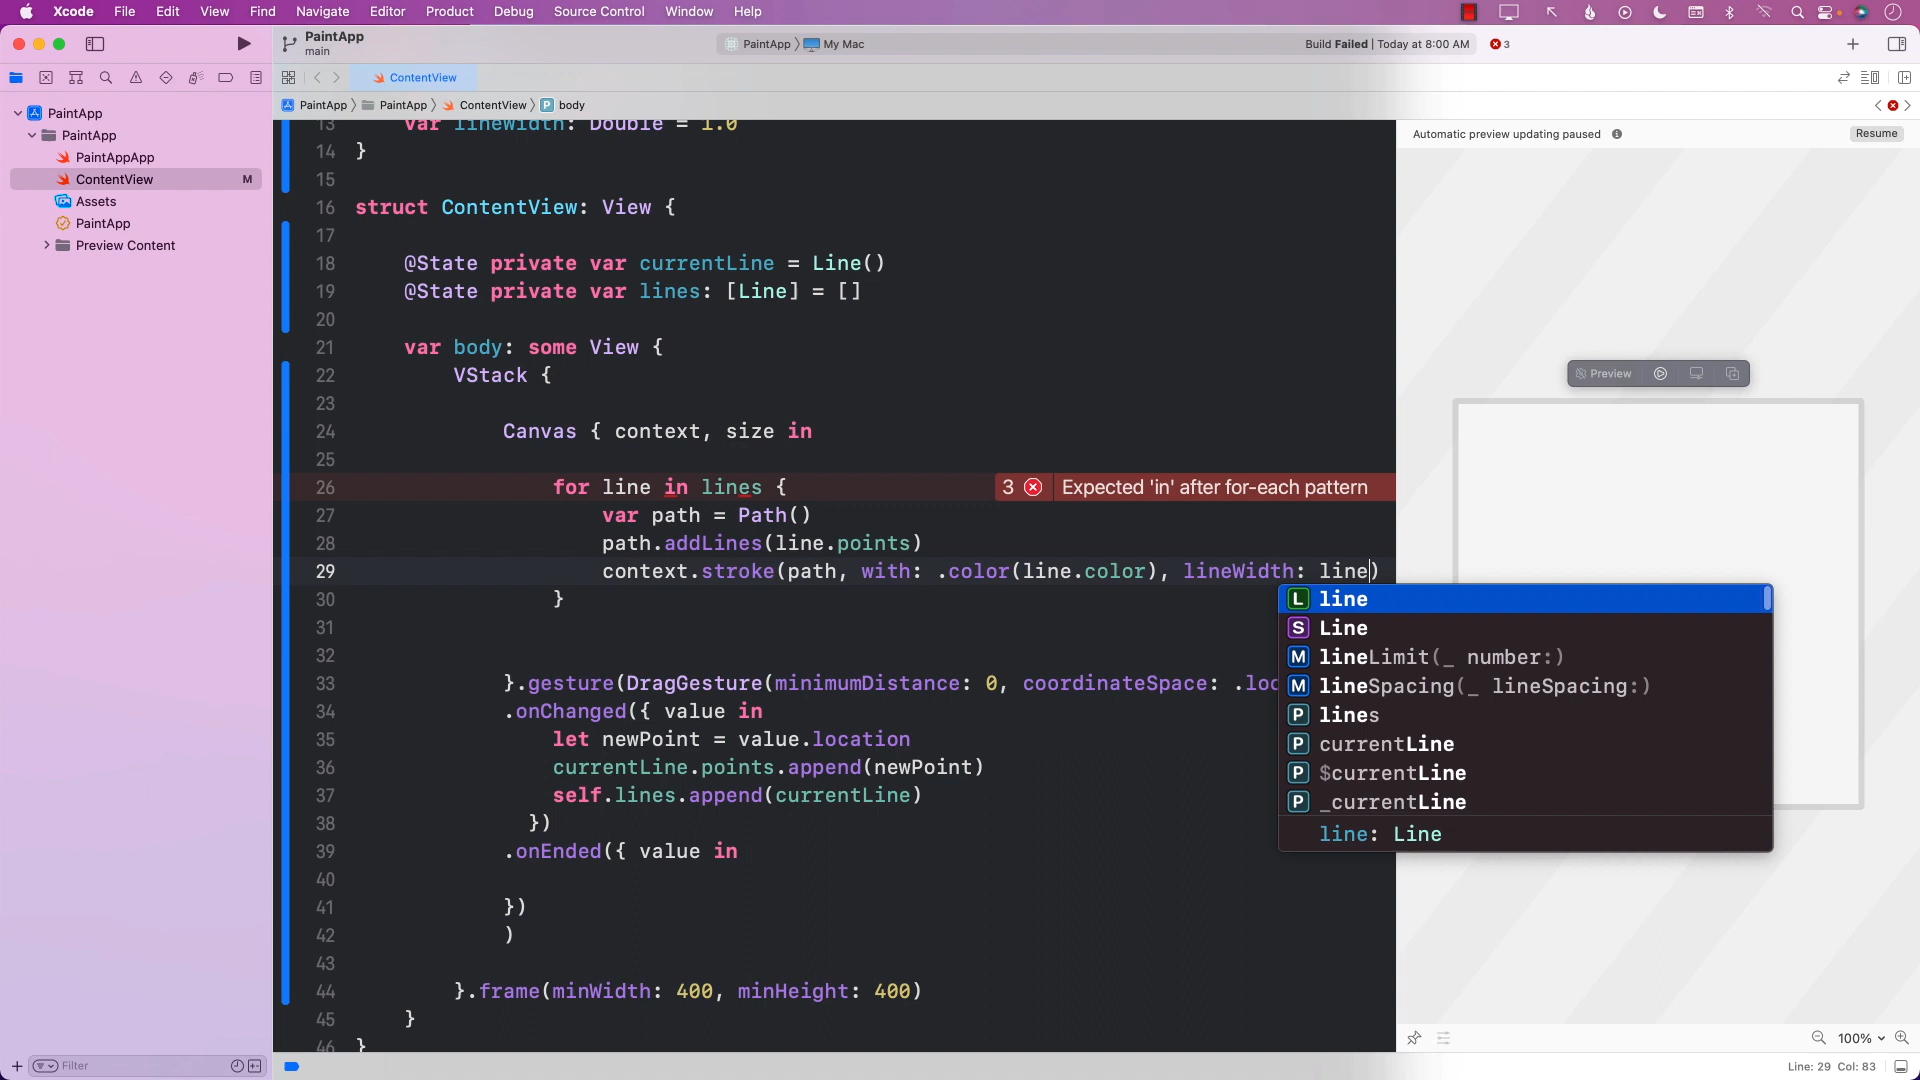 Xcode File Edit View Find Navigate Editor Product Debug Source Control Window Help
PaintApp
main
PaintApp My Mac
Build Failed | Today at 8:00 AM 3
ContentView
PaintApp PaintApp ContentView P body
PaintApp
PaintApp
PaintAppApp
ContentView M
Assets
PaintApp
Preview Content
Filter
13 var lineWidth: Double = 1.0
14 }
15
16 struct ContentView: View {
17
18 @State private var currentLine = Line()
19 @State private var lines: [Line] = []
20
21 var body: some View {
22 VStack {
23
24 Canvas { context, size in
25
26 for line in lines { 3 Expected 'in' after for-each pattern
27 var path = Path()
28 path.addLines(line.points)
29 context.stroke(path, with: .color(line.color), lineWidth: line)
30 }
31
32
33 }.gesture(DragGesture(minimumDistance: 0, coordinateSpace: .loc
34 .onChanged({ value in
35 let newPoint = value.location
36 currentLine.points.append(newPoint)
37 self.lines.append(currentLine)
38 })
39 .onEnded({ value in
40
41 })
42 )
43
44 }.frame(minWidth: 400, minHeight: 400)
45 }
46 }
L line
S Line
M lineLimit(_ number:)
M lineSpacing(_ lineSpacing:)
P lines
P currentLine
P $currentLine
P _currentLine
line: Line
Automatic preview updating paused Resume
Preview
100%
Line: 29 Col: 83